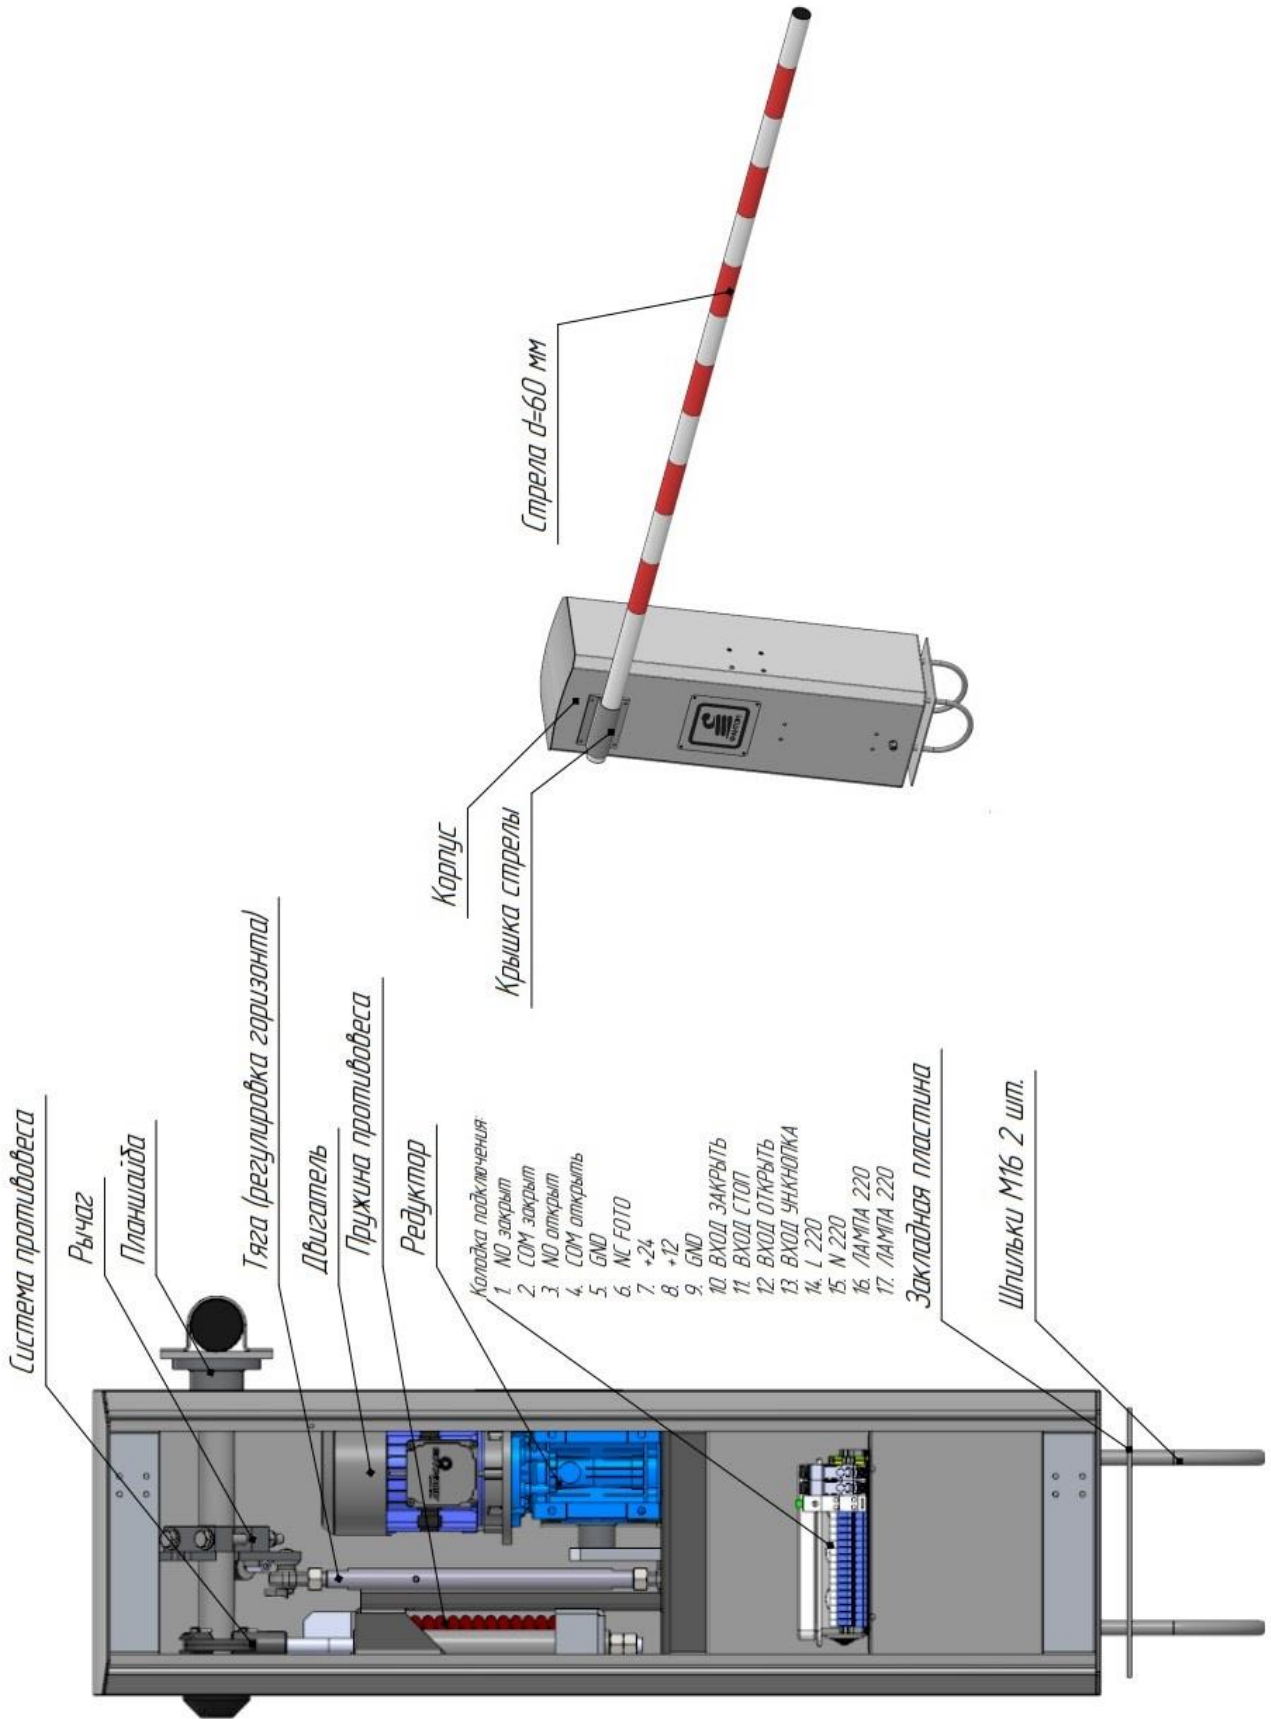 Система противовеса
Рычаг
Планшайба
Тяга (регулировка горизонта)
Двигатель
Пружина противовеса
Редуктор
Колодка подключения:
1. NO закрыт
2. COM закрыт
3. NO открыт
4. COM открыть
5. GND
6. NC FOTO
7. +24
8. +12
9. GND
10. ВХОД ЗАКРЫТЬ
11. ВХОД СТОП
12. ВХОД ОТКРЫТЬ
13. ВХОД УНКНОПКА
14. L 220
15. N 220
16. ЛАМПА 220
17. ЛАМПА 220
Закладная пластина
Шпильки М16 2 шт.
Корпус
Крышка стрелы
Стрела d=60 мм